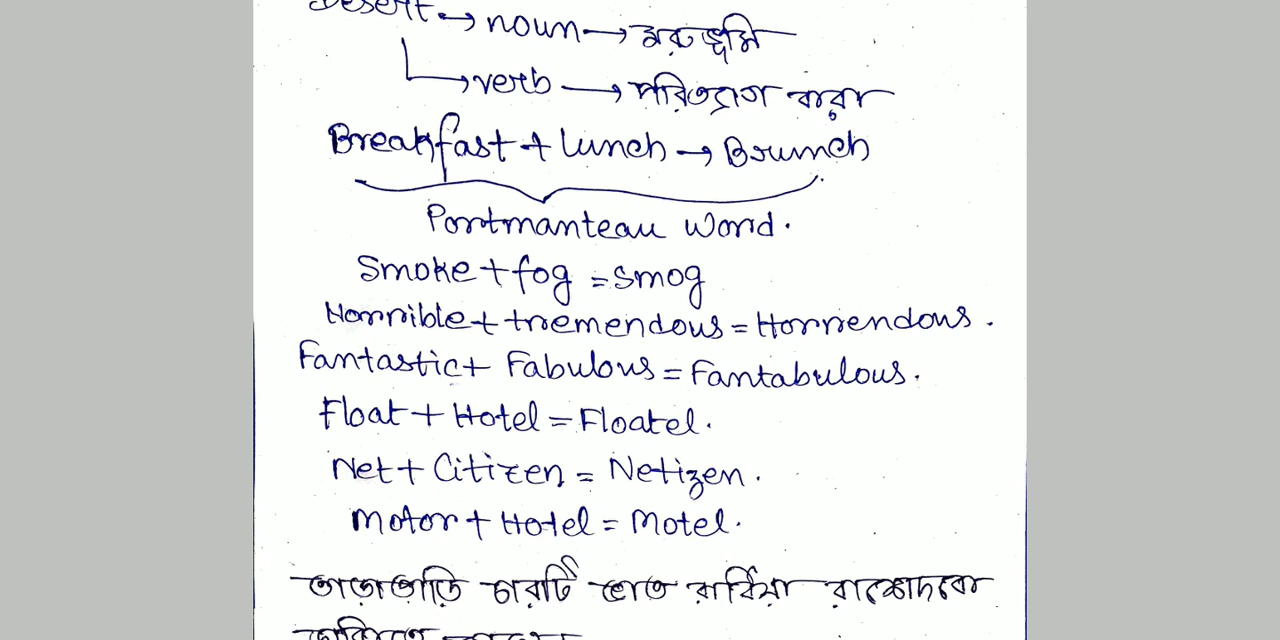 Desert → noun → মরুভূমি
→ verb → পরিত্যাগ করা
Breakfast + lunch → Brunch
Portmanteau Word.
Smoke + fog = Smog
Horrible + tremendous = Horrendous.
Fantastic + Fabulous = Fantabulous.
Float + Hotel = Floatel.
Net + Citizen = Netizen.
Motor + Hotel = Motel.
তাড়াতাড়ি চারটি ভাত রাঁধিয়া